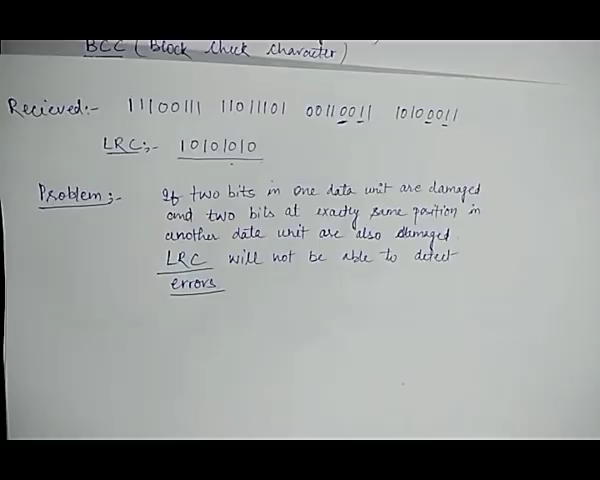 BCC (Block Check Character)
Recieved:- 11100111 11011101 00110011 10100011
LRC:- 10101010
Problem:- If two bits in one data unit are damaged
and two bits at exactly same position in
another data unit are also damaged.
LRC will not be able to detect
errors